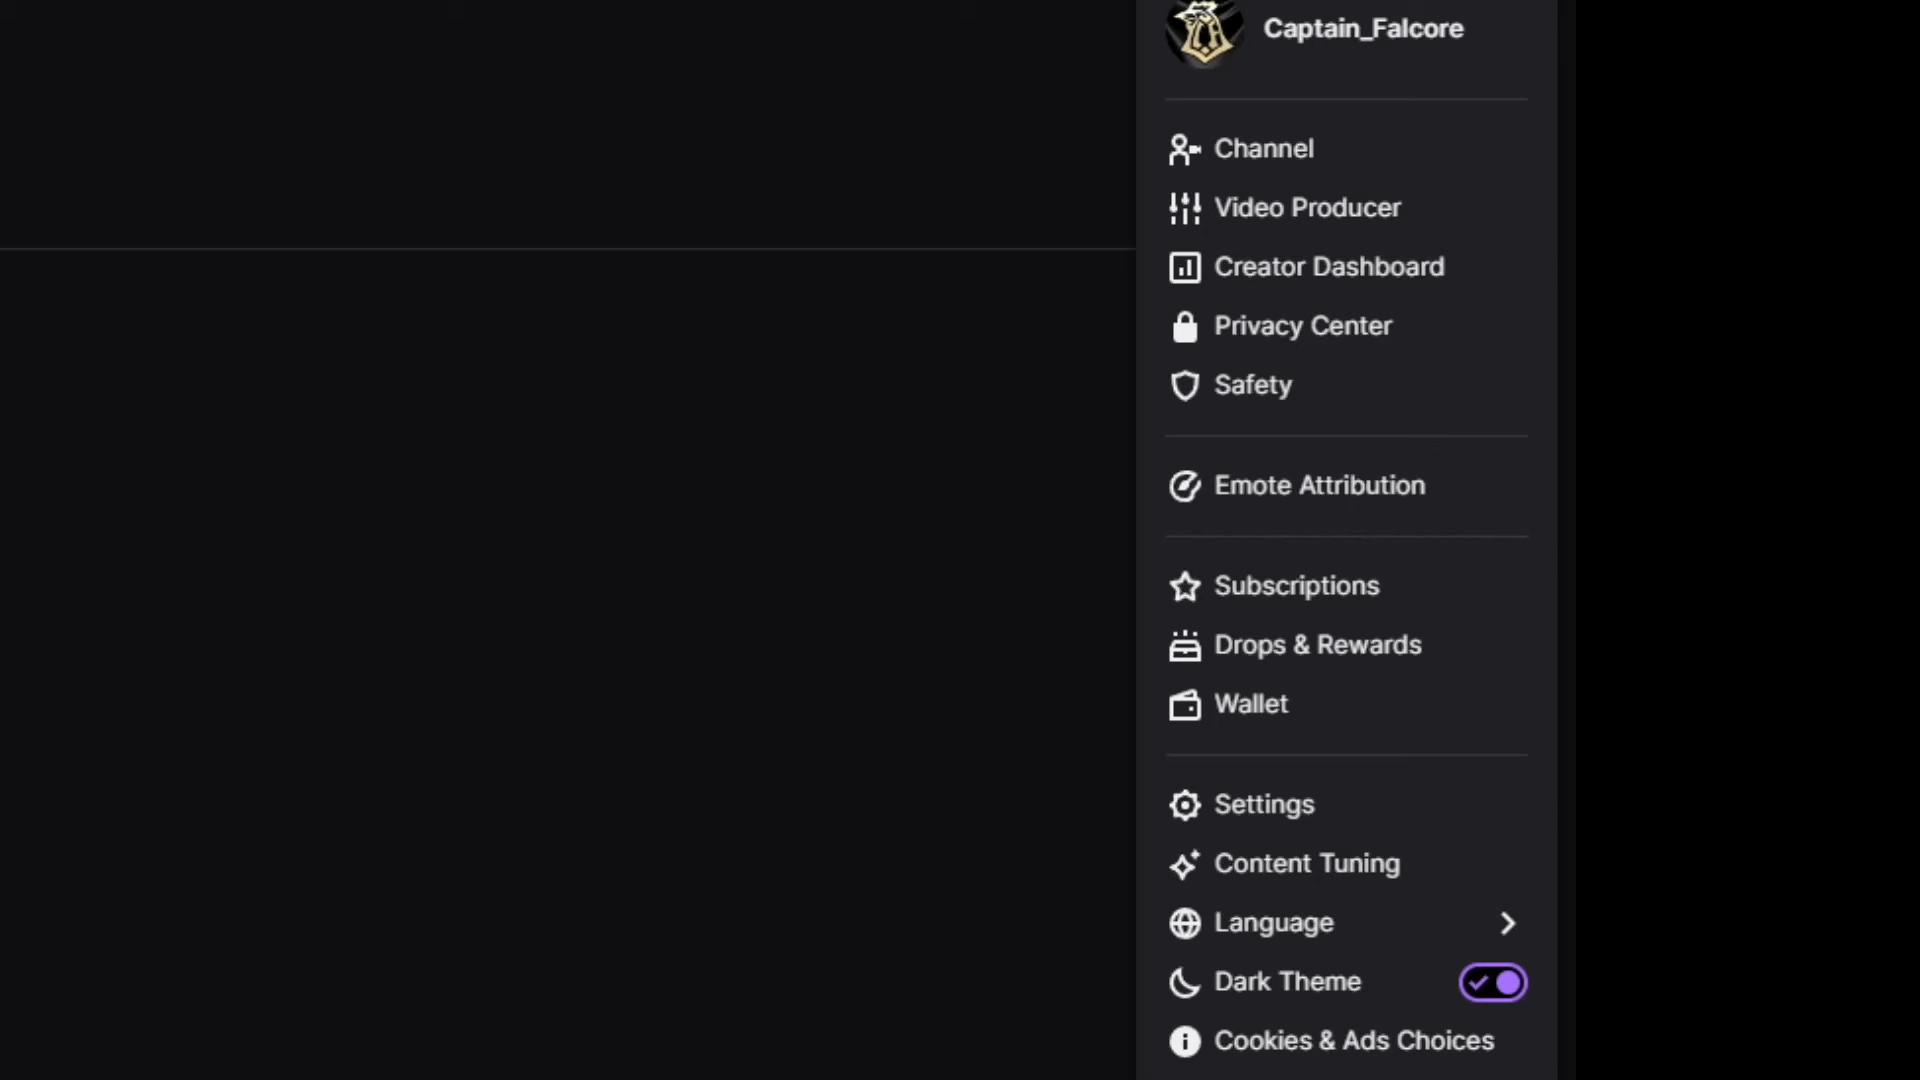 Captain_Falcore
Channel
Video Producer
Creator Dashboard
Privacy Center
Safety
Emote Attribution
Subscriptions
Drops & Rewards
Wallet
Settings
Content Tuning
Language
Dark Theme
Cookies & Ads Choices